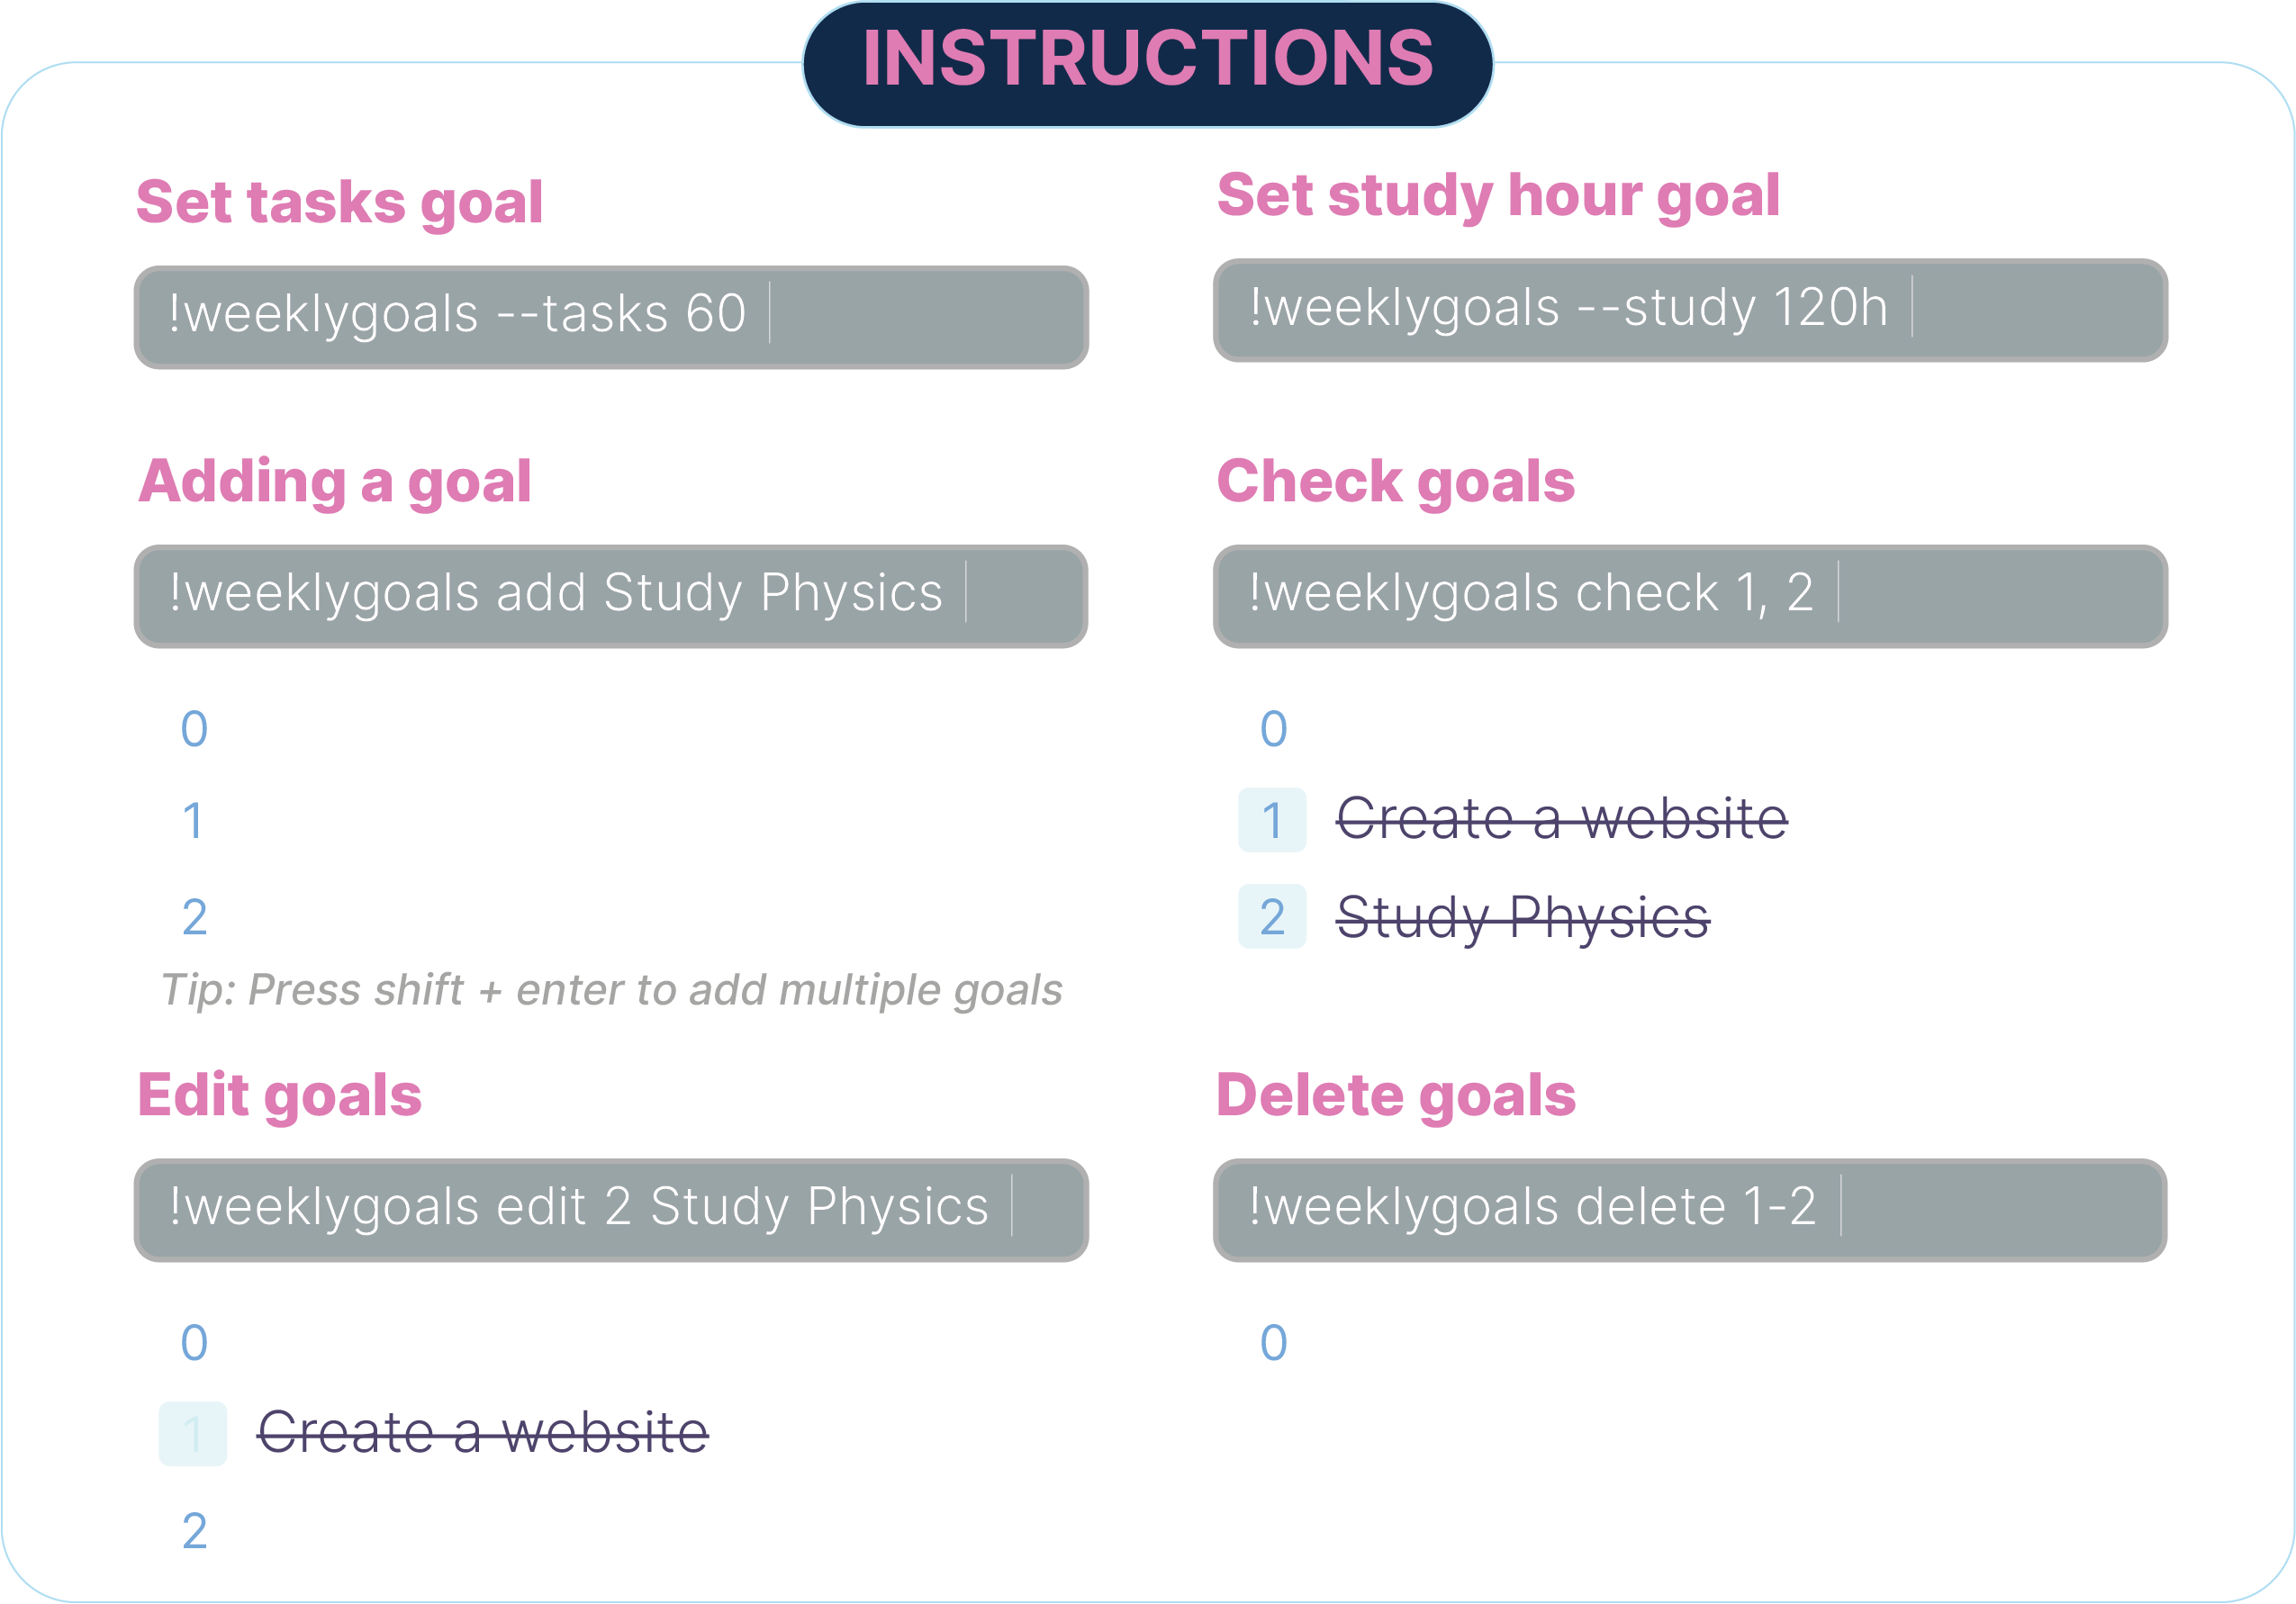 INSTRUCTIONS
Set tasks goal
!weeklygoals --tasks 60
Set study hour goal
!weeklygoals --study 120h
Adding a goal
!weeklygoals add Study Physics
0
1
2
Tip: Press shift + enter to add multiple goals
Check goals
!weeklygoals check 1, 2
0
1 Create a website
2 Study Physics
Edit goals
!weeklygoals edit 2 Study Physics
0
1 Create a website
2
Delete goals
!weeklygoals delete 1-2
0